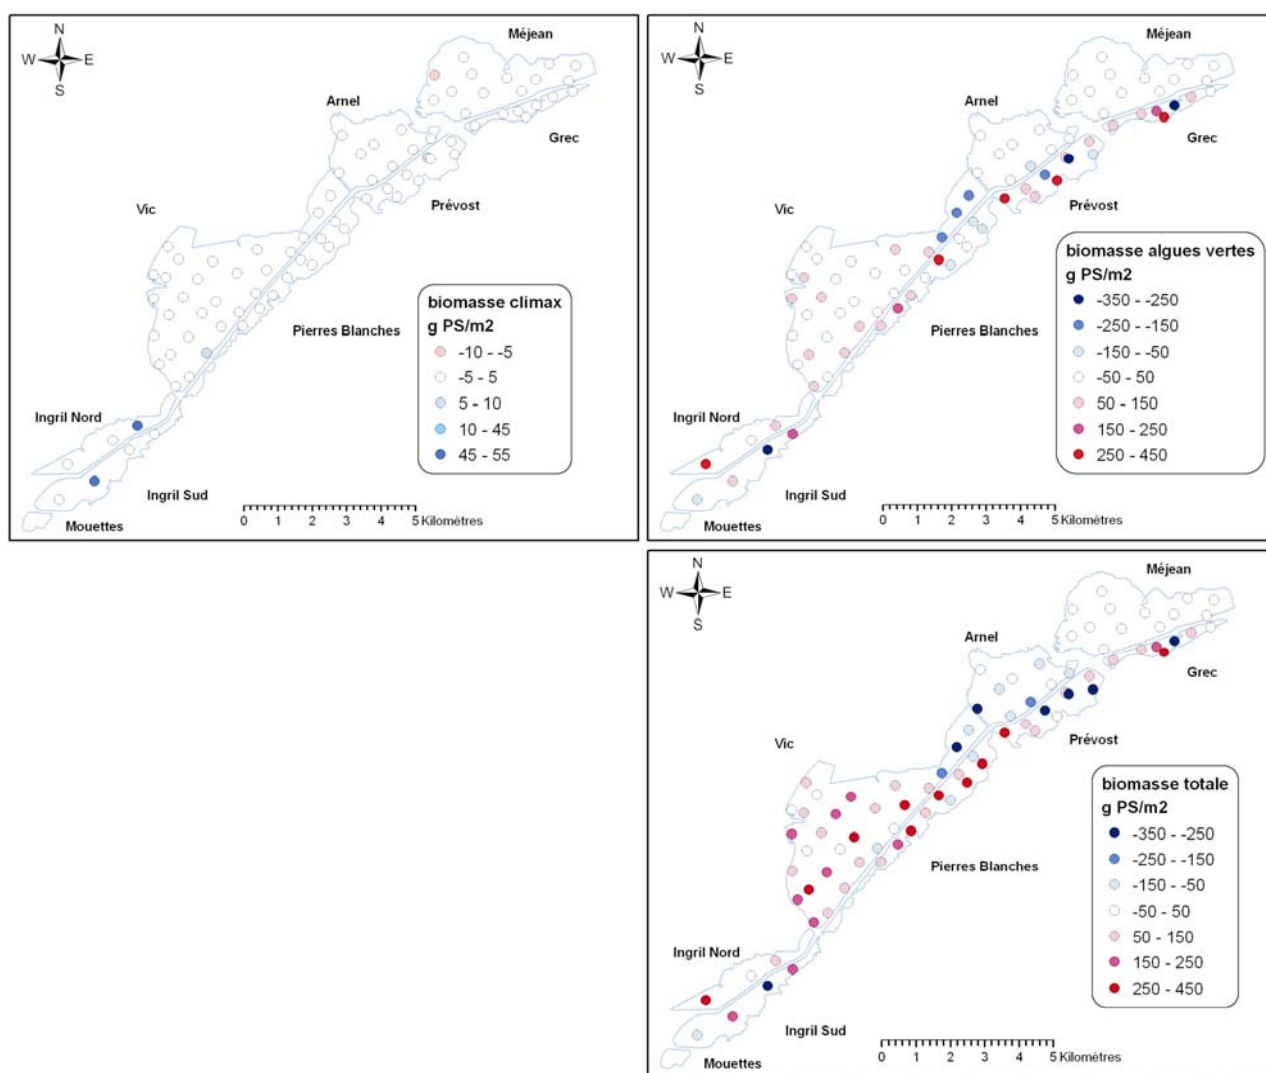 N
W E
S
Méjean
Arnel
Grec
Prévost
Vic
Pierres Blanches
Ingril Nord
Ingril Sud
Mouettes
biomasse climax
g PS/m2
-10 - -5
-5 - 5
5 - 10
10 - 45
45 - 55
0 1 2 3 4 5 Kilomètres
N
W E
S
Méjean
Arnel
Grec
Prévost
Vic
Pierres Blanches
Ingril Nord
Ingril Sud
Mouettes
biomasse algues vertes
g PS/m2
-350 - -250
-250 - -150
-150 - -50
-50 - 50
50 - 150
150 - 250
250 - 450
0 1 2 3 4 5 Kilomètres
N
W E
S
Méjean
Arnel
Grec
Prévost
Vic
Pierres Blanches
Ingril Nord
Ingril Sud
Mouettes
biomasse totale
g PS/m2
-350 - -250
-250 - -150
-150 - -50
-50 - 50
50 - 150
150 - 250
250 - 450
0 1 2 3 4 5 Kilomètres